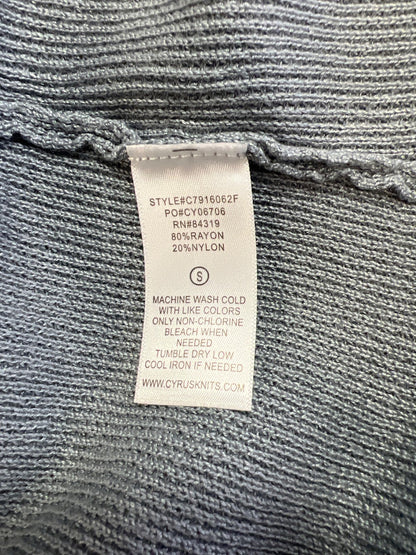 STYLE#C7916062F
PO#CY06706
RN#84319
80%RAYON
20%NYLON
S
MACHINE WASH COLD
WITH LIKE COLORS
ONLY NON-CHLORINE
BLEACH WHEN
NEEDED
TUMBLE DRY LOW
COOL IRON IF NEEDED
WWW.CYRUSKNITS.COM